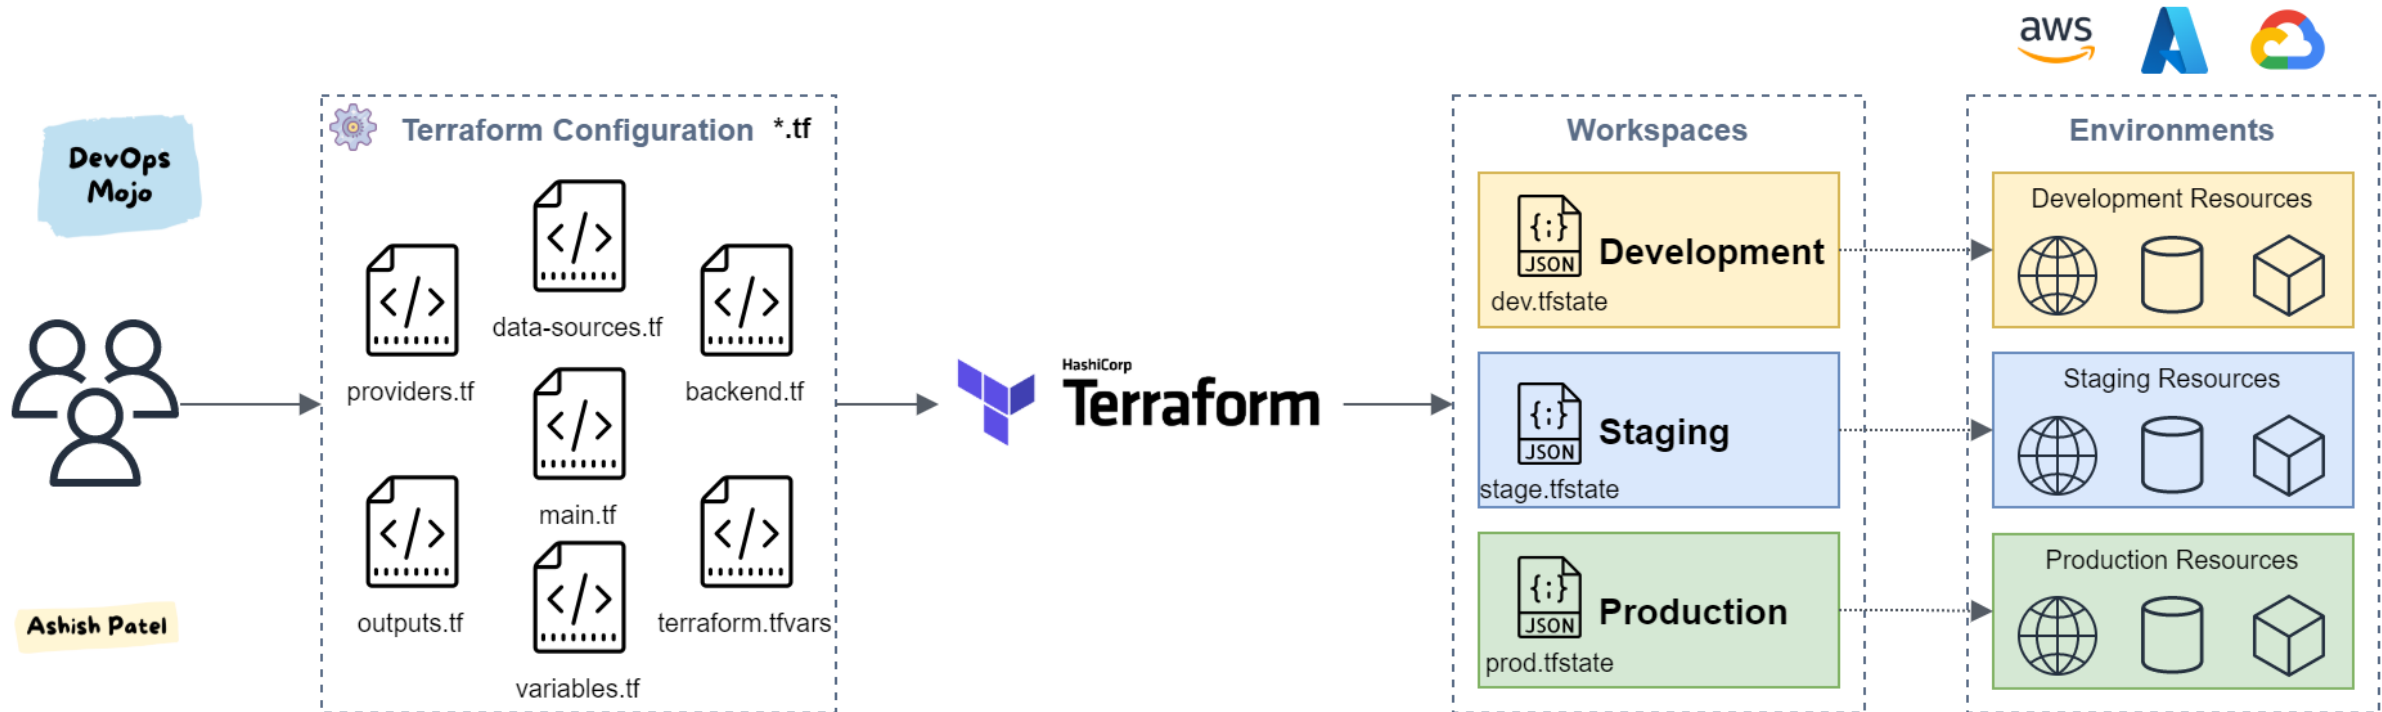 aws
DevOps
Mojo
Terraform Configuration *.tf
Workspaces
Environments
data-sources.tf
providers.tf
backend.tf
main.tf
outputs.tf
terraform.tfvars
variables.tf
HashiCorp
Terraform
{;}
JSON
Development
dev.tfstate
{;}
JSON
Staging
stage.tfstate
{;}
JSON
Production
prod.tfstate
Development Resources
Staging Resources
Production Resources
Ashish Patel